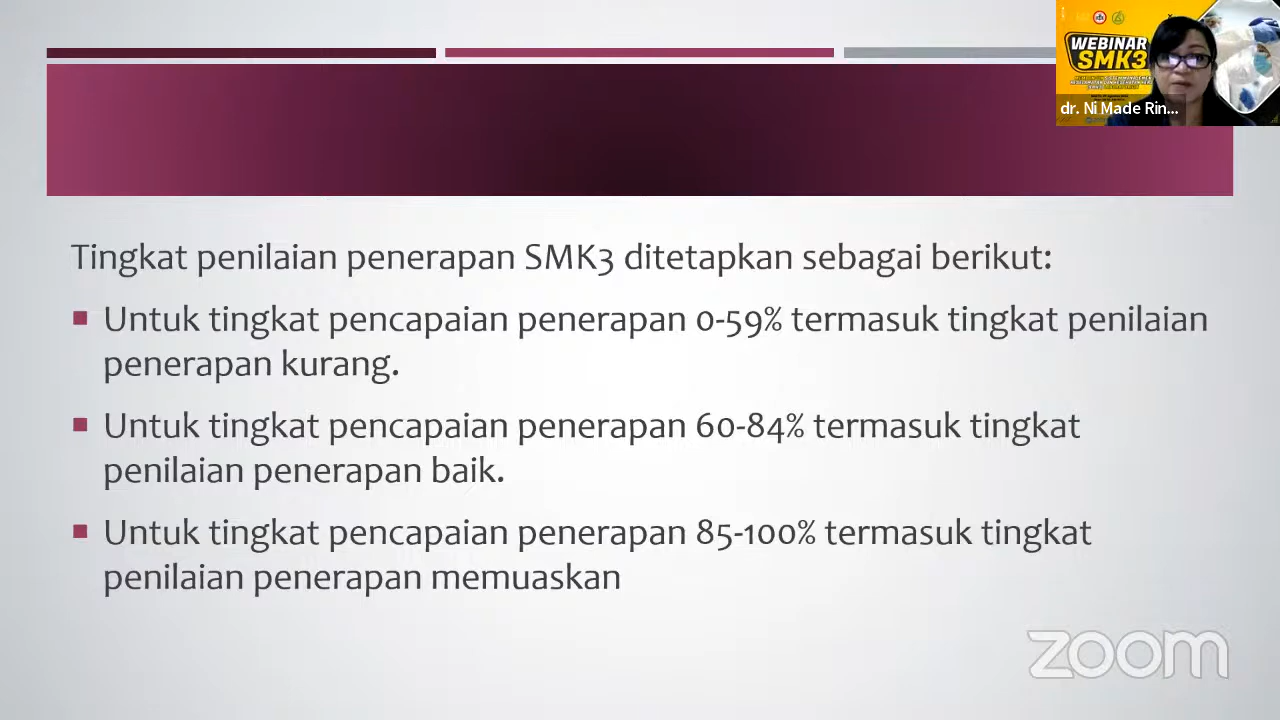 WEBINAR
SMK3
dr. Ni Made Rin...
Tingkat penilaian penerapan SMK3 ditetapkan sebagai berikut:
Untuk tingkat pencapaian penerapan 0-59% termasuk tingkat penilaian
penerapan kurang.
Untuk tingkat pencapaian penerapan 60-84% termasuk tingkat
penilaian penerapan baik.
Untuk tingkat pencapaian penerapan 85-100% termasuk tingkat
penilaian penerapan memuaskan
zoom